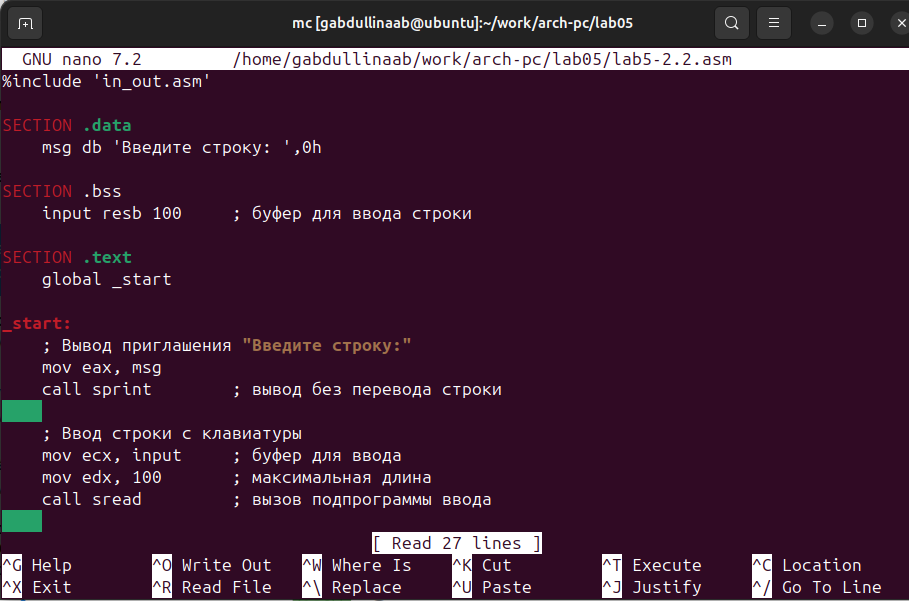 mc [gabdullinaab@ubuntu]:~/work/arch-pc/lab05
GNU nano 7.2 /home/gabdullinaab/work/arch-pc/lab05/lab5-2.2.asm
%include 'in_out.asm'
SECTION .data
msg db 'Введите строку: ',0h
SECTION .bss
input resb 100 ; буфер для ввода строки
SECTION .text
global _start
_start:
; Вывод приглашения "Введите строку:"
mov eax, msg
call sprint ; вывод без перевода строки
; Ввод строки с клавиатуры
mov ecx, input ; буфер для ввода
mov edx, 100 ; максимальная длина
call sread ; вызов подпрограммы ввода
[ Read 27 lines ]
^G Help ^O Write Out ^W Where Is ^K Cut ^T Execute ^C Location
^X Exit ^R Read File ^\ Replace ^U Paste ^J Justify ^/ Go To Line